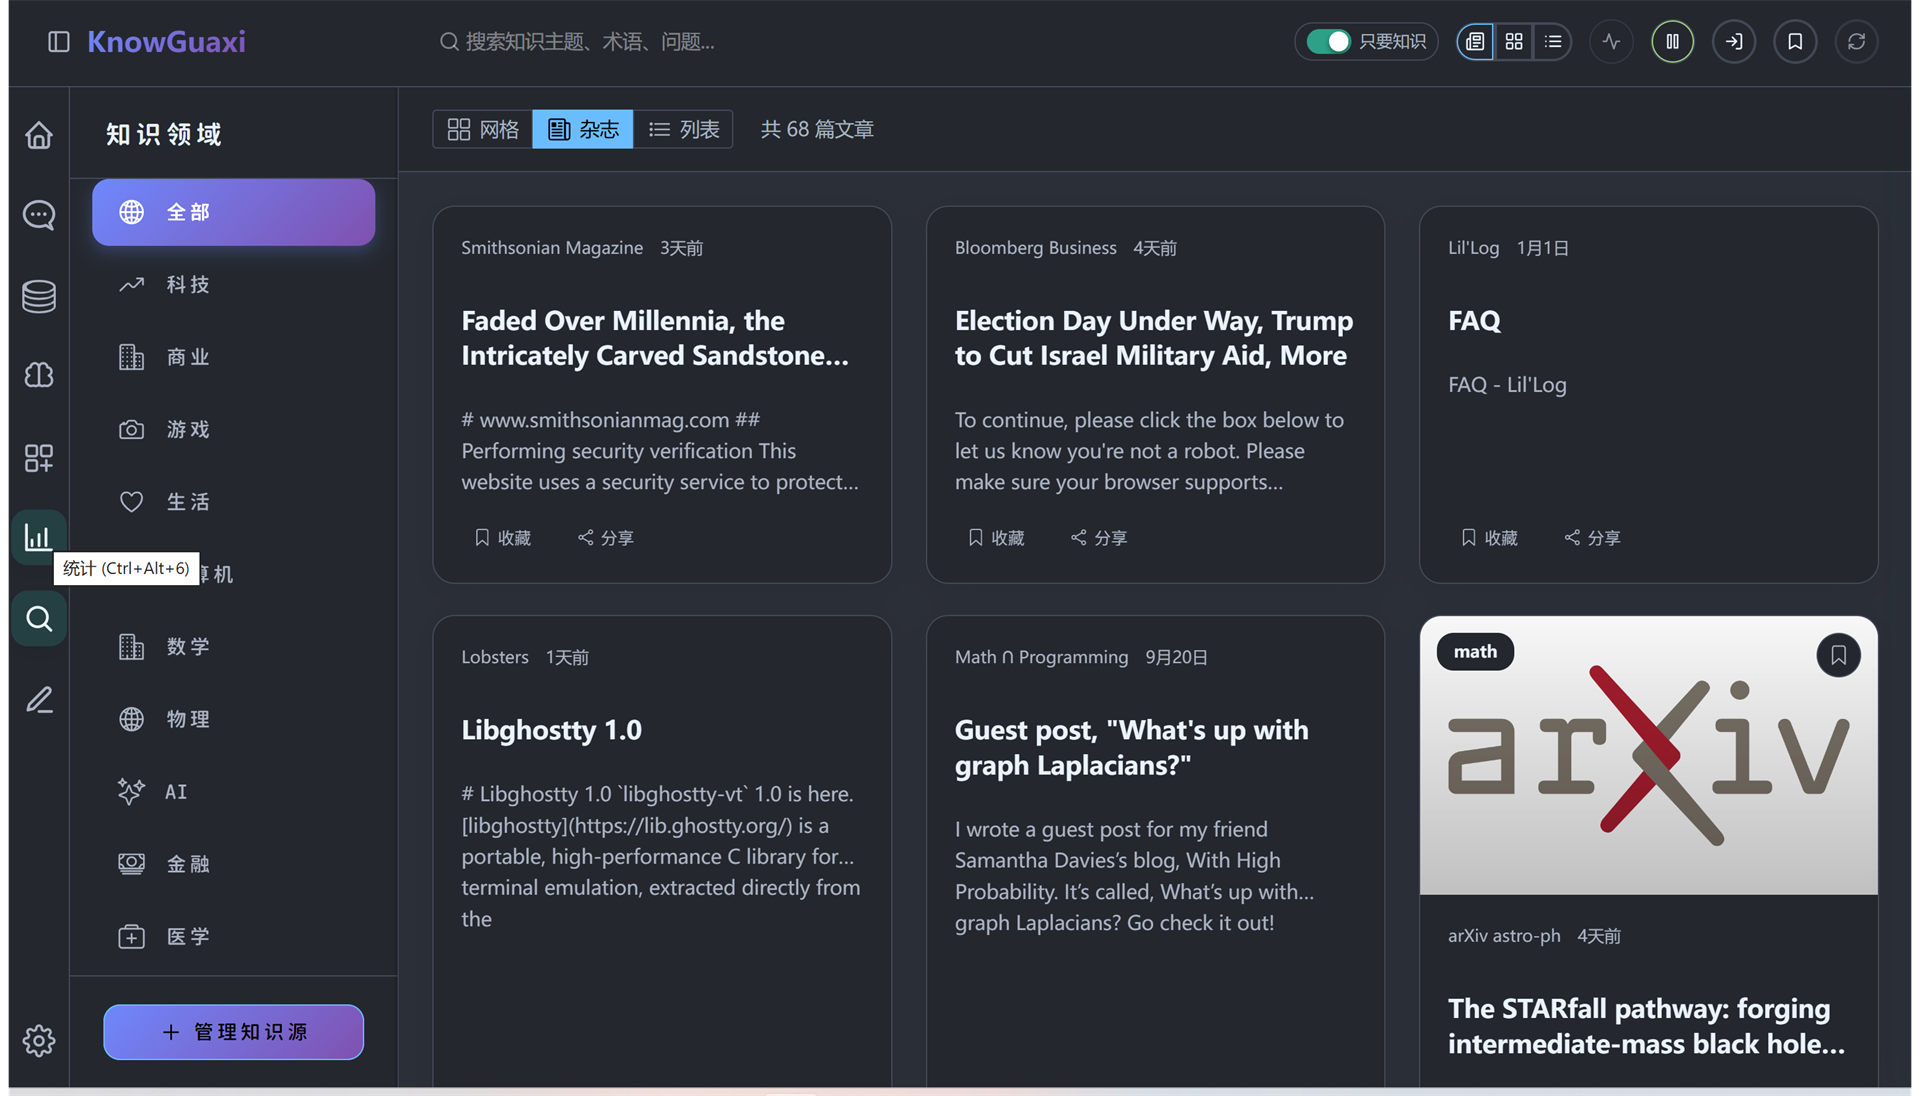 KnowGuaxi
搜索知识主题、术语、问题...
只要知识
知识领域
全部
科技
商业
游戏
生活
算机
统计 (Ctrl+Alt+6)
数学
物理
AI
金融
医学
+ 管理知识源
网格
杂志
列表
共 68 篇文章
Smithsonian Magazine 3天前
Faded Over Millennia, the
Intricately Carved Sandstone...
# www.smithsonianmag.com ##
Performing security verification This
website uses a security service to protect...
收藏
分享
Bloomberg Business 4天前
Election Day Under Way, Trump
to Cut Israel Military Aid, More
To continue, please click the box below to
let us know you're not a robot. Please
make sure your browser supports...
收藏
分享
Lil'Log 1月1日
FAQ
FAQ - Lil'Log
收藏
分享
Lobsters 1天前
Libghostty 1.0
# Libghostty 1.0 `libghostty-vt` 1.0 is here.
[libghostty](https://lib.ghostty.org/) is a
portable, high-performance C library for...
terminal emulation, extracted directly from
the
Math ∩ Programming 9月20日
Guest post, "What's up with
graph Laplacians?"
I wrote a guest post for my friend
Samantha Davies’s blog, With High
Probability. It’s called, What’s up with...
graph Laplacians? Go check it out!
math
arXiv
arXiv astro-ph 4天前
The STARfall pathway: forging
intermediate-mass black hole...